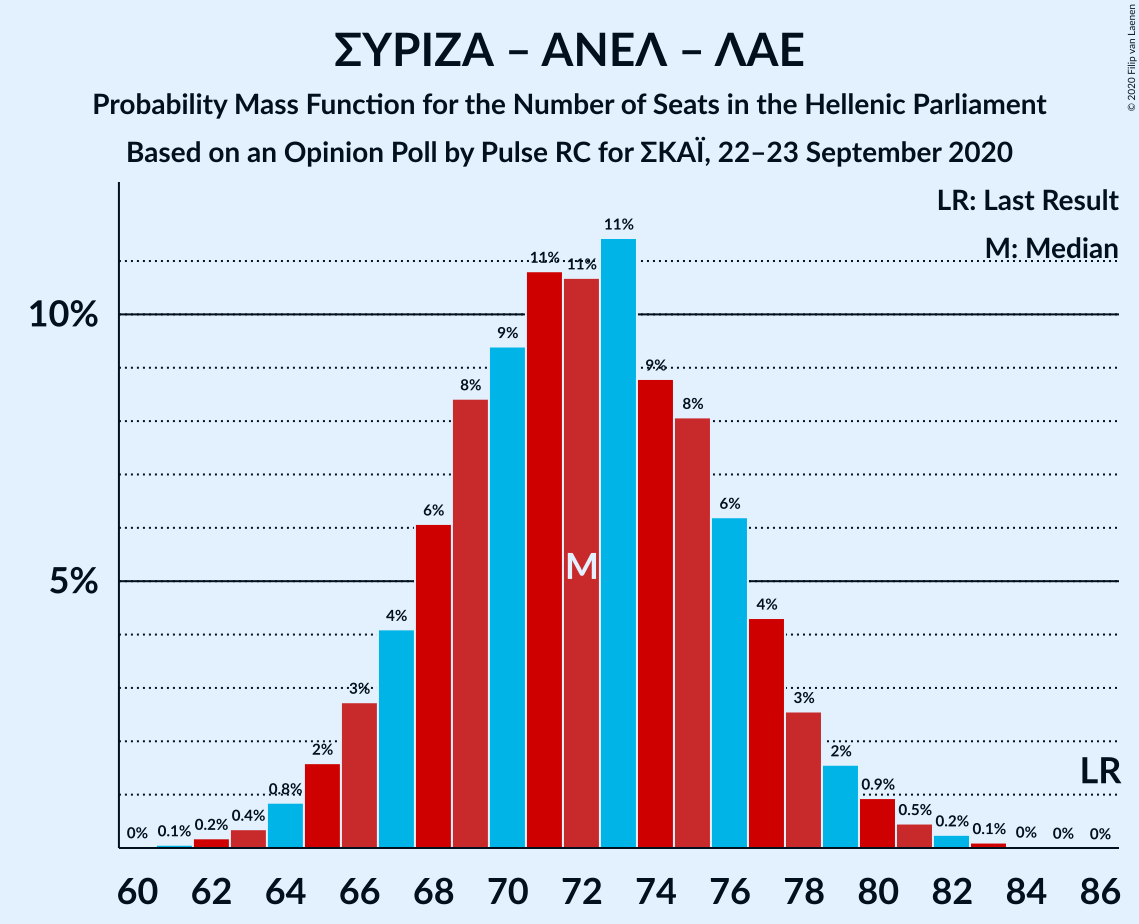 ΣΥΡΙΖΑ – ΑΝΕΛ – ΛΑΕ
Probability Mass Function for the Number of Seats in the Hellenic Parliament
Based on an Opinion Poll by Pulse RC for ΣΚΑΪ, 22–23 September 2020
© 2020 Filip van Laenen
LR: Last Result
M: Median
10%
5%
0% 0.1% 0.2% 0.4% 0.8% 2% 3% 4% 6% 8% 9% 11% 11% 11% 9% 8% 6% 4% 3% 2% 0.9% 0.5% 0.2% 0.1% 0% 0% 0%
M
LR
60 62 64 66 68 70 72 74 76 78 80 82 84 86